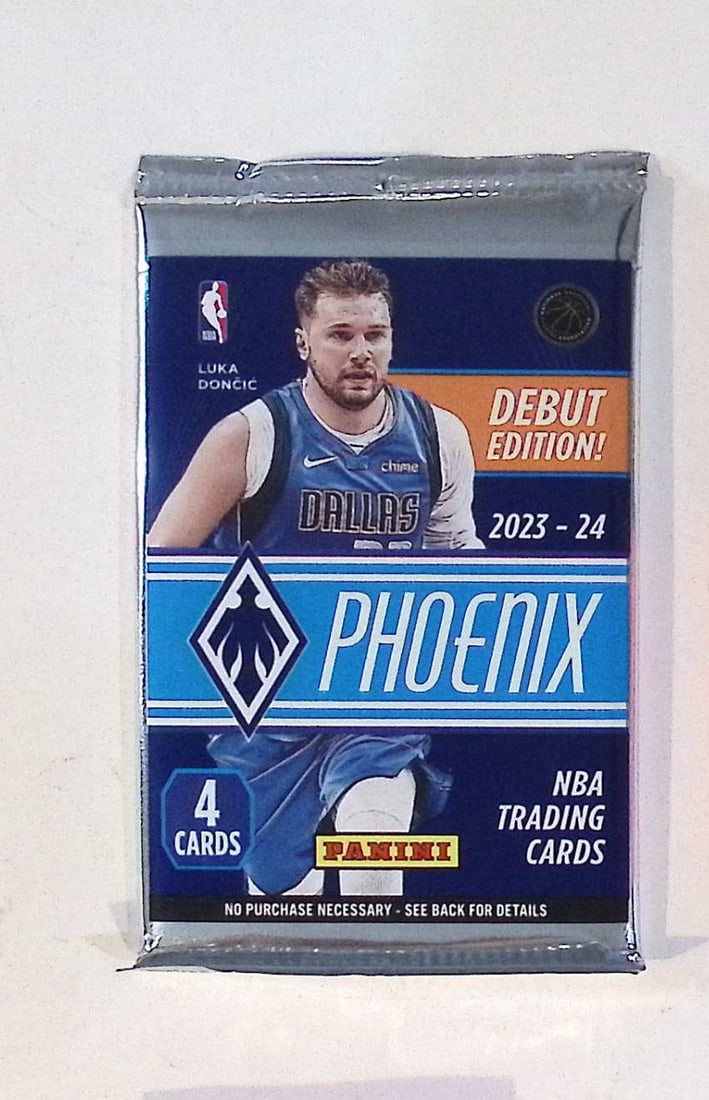 NBA
LUKA
DONČIĆ
DEBUT
EDITION!
chime
DALLAS
2023 - 24
PHOENIX
4
CARDS
NBA
TRADING
CARDS
PANINI
NO PURCHASE NECESSARY - SEE BACK FOR DETAILS